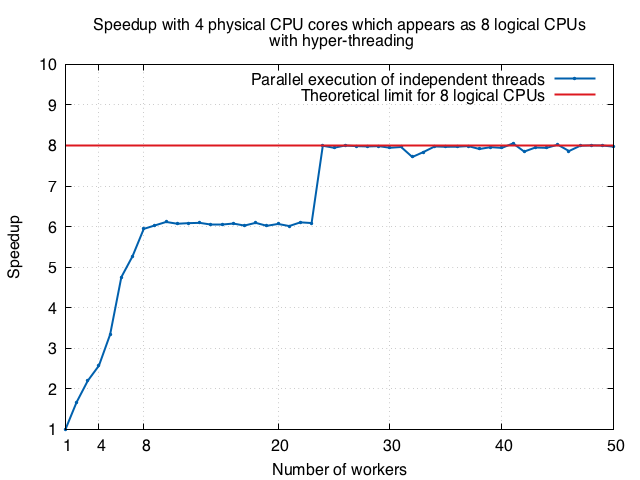 Speedup with 4 physical CPU cores which appears as 8 logical CPUs
with hyper-threading
10
9
8
7
6
5
4
3
2
1
Speedup
Parallel execution of independent threads
Theoretical limit for 8 logical CPUs
1 4 8 20 30 40 50
Number of workers